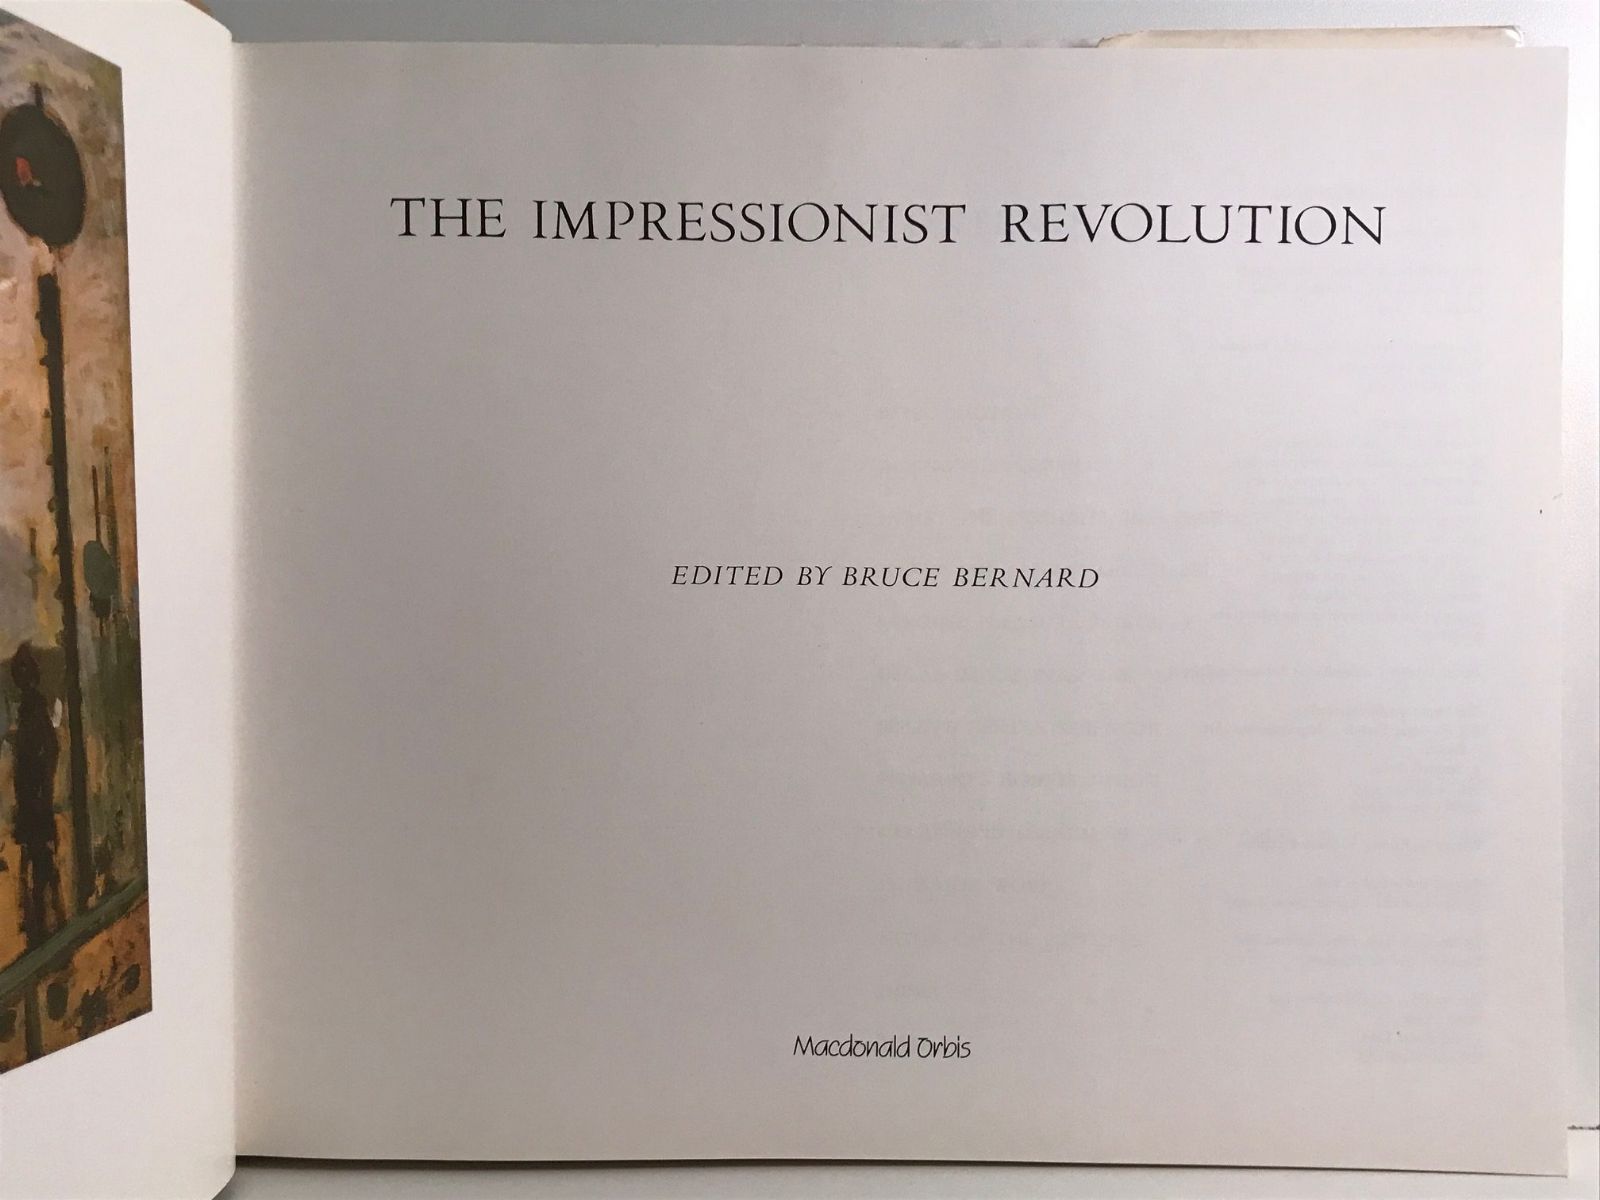 THE IMPRESSIONIST REVOLUTION
EDITED BY BRUCE BERNARD
Macdonald Orbis